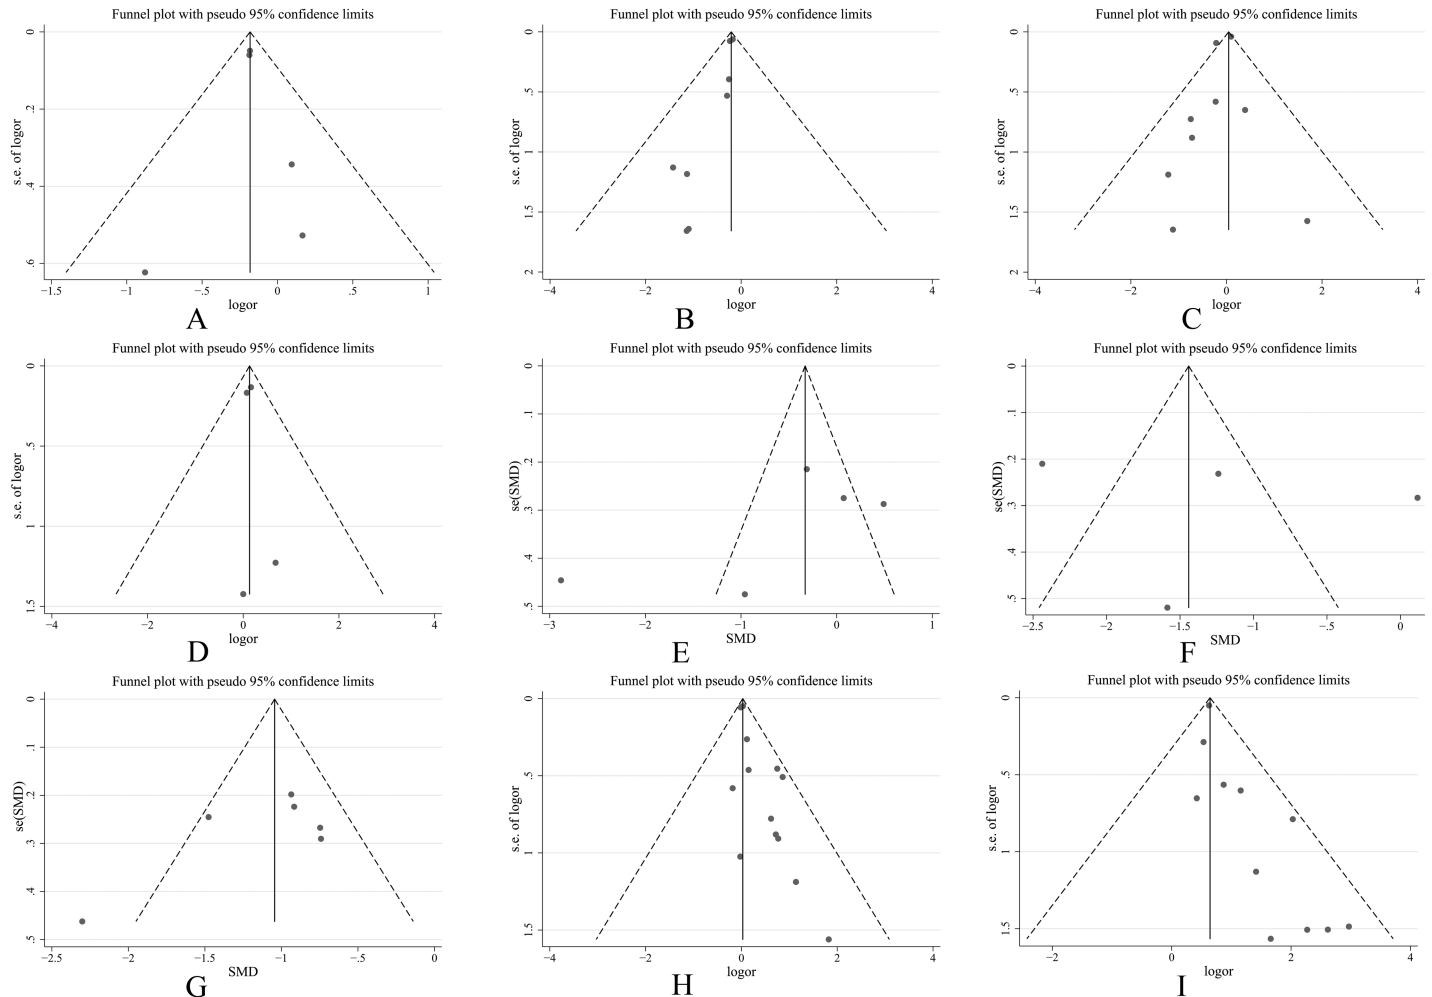 Funnel plot with pseudo 95% confidence limits
s.e. of logor
0
.2
.4
.6
−1.5
−1
−.5
0
.5
1
logor
A
Funnel plot with pseudo 95% confidence limits
s.e. of logor
0
.5
1
1.5
2
−4
−2
0
2
4
logor
B
Funnel plot with pseudo 95% confidence limits
s.e. of logor
0
.5
1
1.5
2
−4
−2
0
2
4
logor
C
Funnel plot with pseudo 95% confidence limits
s.e. of logor
0
.5
1
1.5
−4
−2
0
2
4
logor
D
Funnel plot with pseudo 95% confidence limits
se(SMD)
0
.1
.2
.3
.4
.5
−3
−2
−1
0
1
SMD
E
Funnel plot with pseudo 95% confidence limits
se(SMD)
0
.1
.2
.3
.4
.5
−2.5
−2
−1.5
−1
−.5
0
SMD
F
Funnel plot with pseudo 95% confidence limits
se(SMD)
0
.1
.2
.3
.4
.5
−2.5
−2
−1.5
−1
−.5
0
SMD
G
Funnel plot with pseudo 95% confidence limits
s.e. of logor
0
.5
1
1.5
−4
−2
0
2
4
logor
H
Funnel plot with pseudo 95% confidence limits
s.e. of logor
0
.5
1
1.5
−2
0
2
4
logor
I